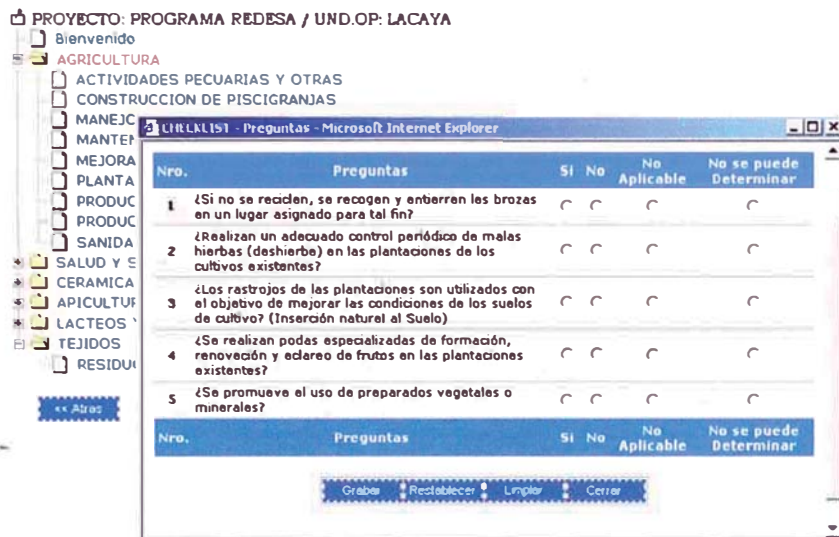 PROYECTO: PROGRAMA REDESA / UND.OP: LACAYA
Bienvenido
AGRICULTURA
ACTIVIDADES PECUARIAS Y OTRAS
CONSTRUCCION DE PISCIGRANJAS
MANEJC
MANTEN
MEJORA
PLANTA
PRODUC
PRODUC
SANIDA
SALUD Y S
CERAMICA
APICULTUR
LACTEOS Y
TEJIDOS
RESIDU
<< Atras
CHECKLIST - Preguntas - Microsoft Internet Explorer
Nro. Preguntas Si No No Aplicable No se puede Determinar
1 ¿Si no se reciclan, se recogen y entierran las brozas
en un lugar asignado para tal fin?
¿Realizan un adecuado control periódico de malas
2 hierbas (deshierbe) en las plantaciones de los
cultivos existentes?
¿Los rastrojos de las plantaciones son utilizados con
3 el objetivo de mejorar las condiciones de los suelos
de cultivo? (Inserción natural al Suelo)
¿Se realizan podas especializadas de formación,
4 renovación y aclareo de frutos en las plantaciones
existentes?
5 ¿Se promueve el uso de preparados vegetales o
minerales?
Nro. Preguntas Si No No Aplicable No se puede Determinar
Grabar Restablecer Limpiar Cerrar